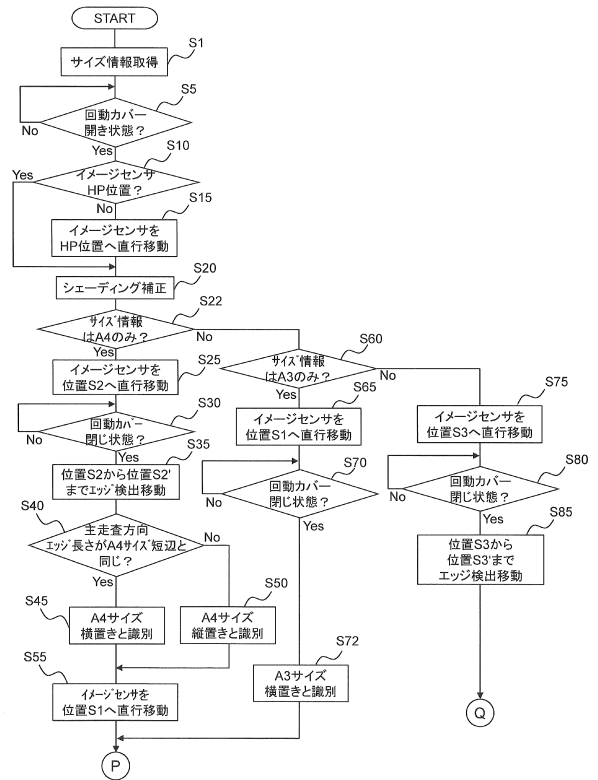 START
S1
サイズ情報取得
S5
回動カバー
開き状態？
No
Yes
S10
Yes
イメージセンサ
HP位置？
No
S15
イメージセンサを
HP位置へ直行移動
S20
シェーディング補正
S22
サイズ情報
はA4のみ？
No
Yes
S25
イメージセンサを
位置S2へ直行移動
S30
回動カバー
閉じ状態？
No
Yes
S35
位置S2から位置S2'
までエッジ検出移動
S40
主走査方向
エッジ長さがA4サイズ短辺と
同じ？
No
Yes
S45
A4サイズ
横置きと識別
S50
A4サイズ
縦置きと識別
S55
イメージセンサを
位置S1へ直行移動
P
S60
サイズ情報
はA3のみ？
No
Yes
S65
イメージセンサを
位置S1へ直行移動
S70
回動カバー
閉じ状態？
No
Yes
S72
A3サイズ
横置きと識別
S75
イメージセンサを
位置S3へ直行移動
S80
回動カバー
閉じ状態？
No
Yes
S85
位置S3から
位置S3'まで
エッジ検出移動
Q